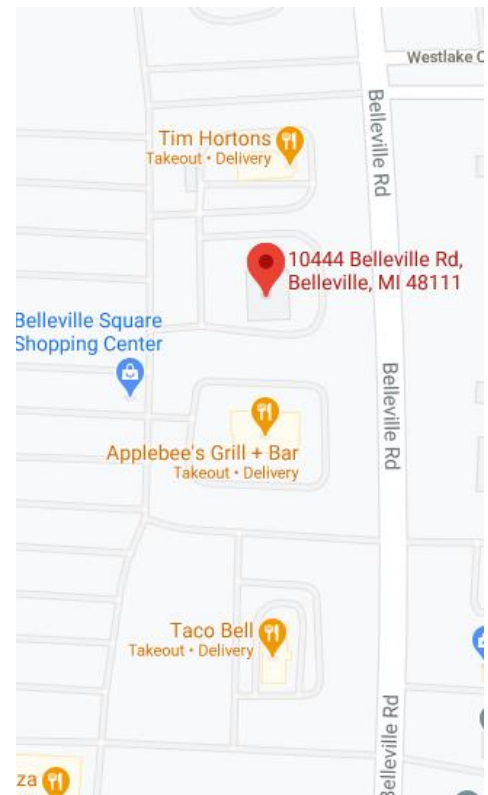 Westlake C
Belleville Rd
Tim Hortons
Takeout • Delivery
10444 Belleville Rd,
Belleville, MI 48111
Belleville Square
Shopping Center
Belleville Rd
Applebee's Grill + Bar
Takeout • Delivery
Taco Bell
Takeout • Delivery
Belleville Rd
za